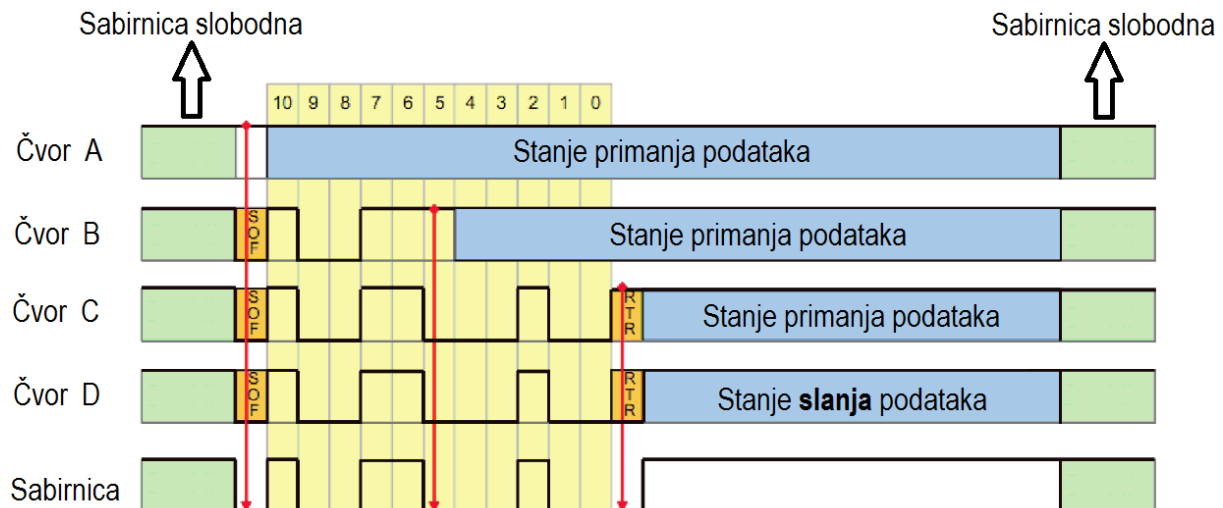 Sabirnica slobodna
Sabirnica slobodna
10 9 8 7 6 5 4 3 2 1 0
Čvor A
Stanje primanja podataka
Čvor B
SOF
Stanje primanja podataka
Čvor C
SOF
RTR
Stanje primanja podataka
Čvor D
SOF
RTR
Stanje slanja podataka
Sabirnica